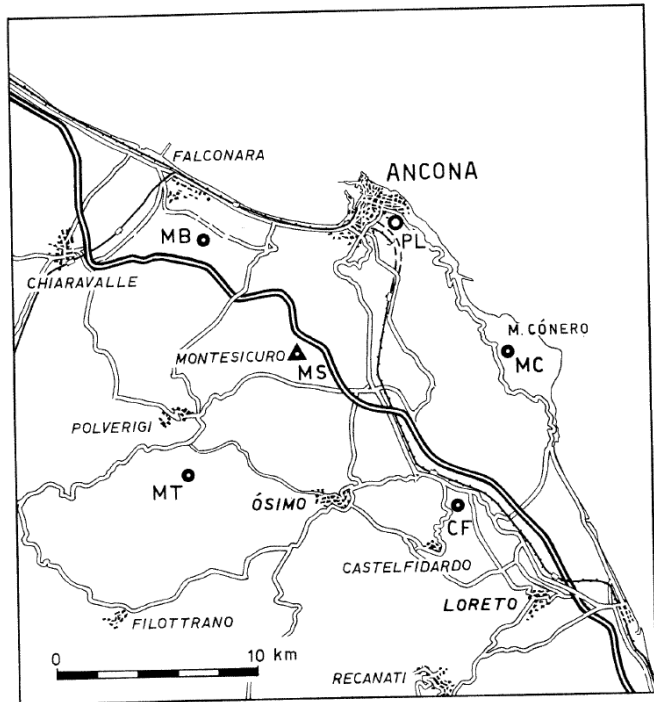 FALCONARA
ANCONA
MB
PL
CHIARAVALLE
M. CÓNERO
MONTESICURO
MS
MC
POLVERIGI
MT
ÓSIMO
CF
CASTELFIDARDO
LORETO
FILOTTRANO
0 10 km
RECANATI